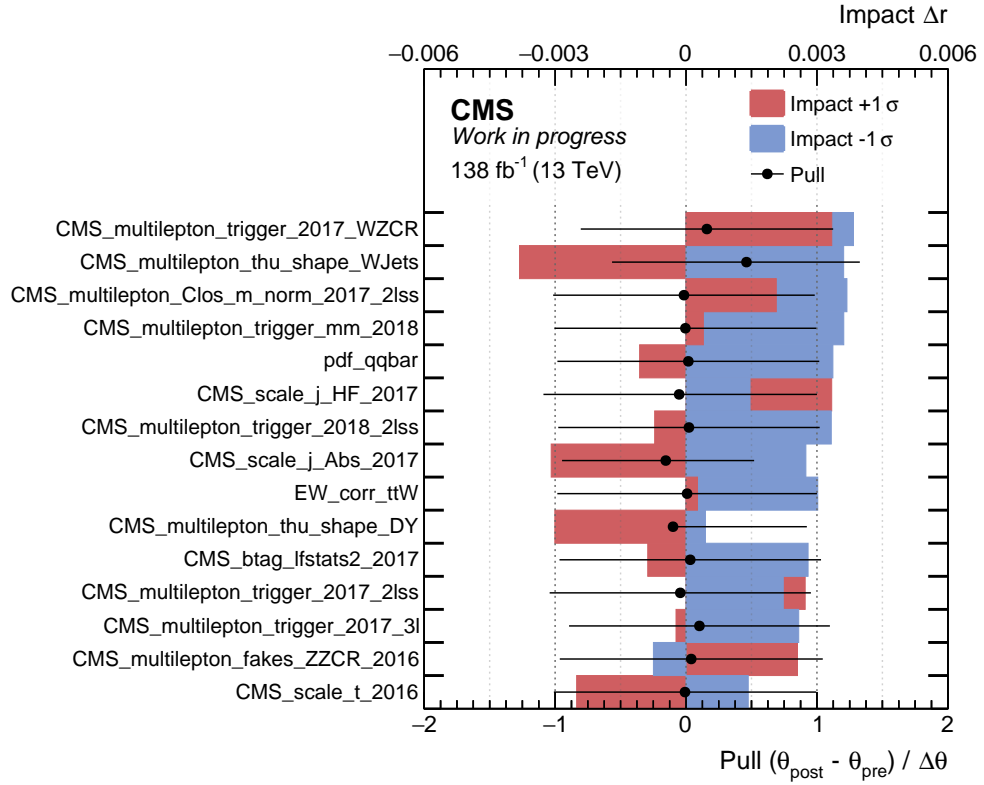 Impact Δr
−0.006 −0.003 0 0.003 0.006
CMS
Work in progress
138 fb⁻¹ (13 TeV)
Impact +1 σ
Impact -1 σ
Pull
CMS_multilepton_trigger_2017_WZCR
CMS_multilepton_thu_shape_WJets
CMS_multilepton_Clos_m_norm_2017_2lss
CMS_multilepton_trigger_mm_2018
pdf_qqbar
CMS_scale_j_HF_2017
CMS_multilepton_trigger_2018_2lss
CMS_scale_j_Abs_2017
EW_corr_ttW
CMS_multilepton_thu_shape_DY
CMS_btag_lfstats2_2017
CMS_multilepton_trigger_2017_2lss
CMS_multilepton_trigger_2017_3l
CMS_multilepton_fakes_ZZCR_2016
CMS_scale_t_2016
−2 −1 0 1 2
Pull (θpost - θpre) / Δθ